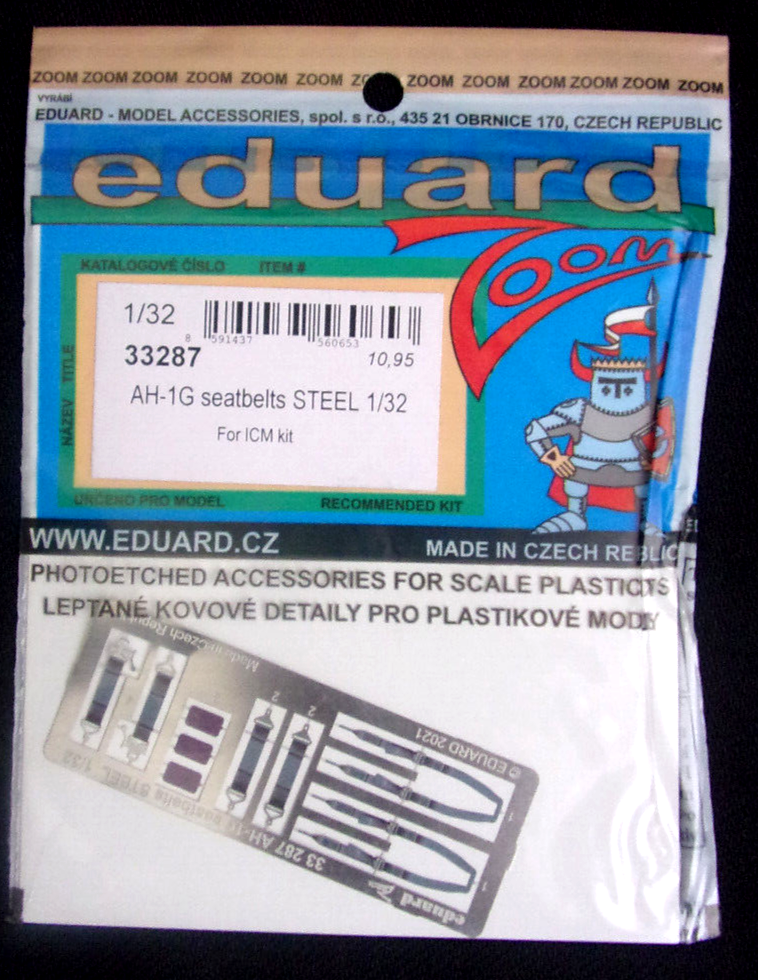 ZOOM ZOOM ZOOM ZOOM ZOOM ZOOM ZOOM ZOOM ZOOM ZOOM ZOOM ZOOM
VYRÁBÍ
EDUARD - MODEL ACCESSORIES, spol. s r.o., 435 21 OBRNICE 170, CZECH REPUBLIC
eduard
Zoom
KATALOGOVÉ ČÍSLO ITEM #
NÁZEV TITLE
1/32
8 591437 560653
33287
10,95
AH-1G seatbelts STEEL 1/32
For ICM kit
URČENO PRO MODEL RECOMMENDED KIT
WWW.EDUARD.CZ
MADE IN CZECH
PHOTOETCHED ACCESSORIES FOR SCALE
LEPTANÉ KOVOVÉ DETAILY PRO PLASTIKOVÉ
Made in Czech
2
2
© EDUARD 2021
1
1
33 287 AH-1G seatbelts STEEL 1/32
eduard